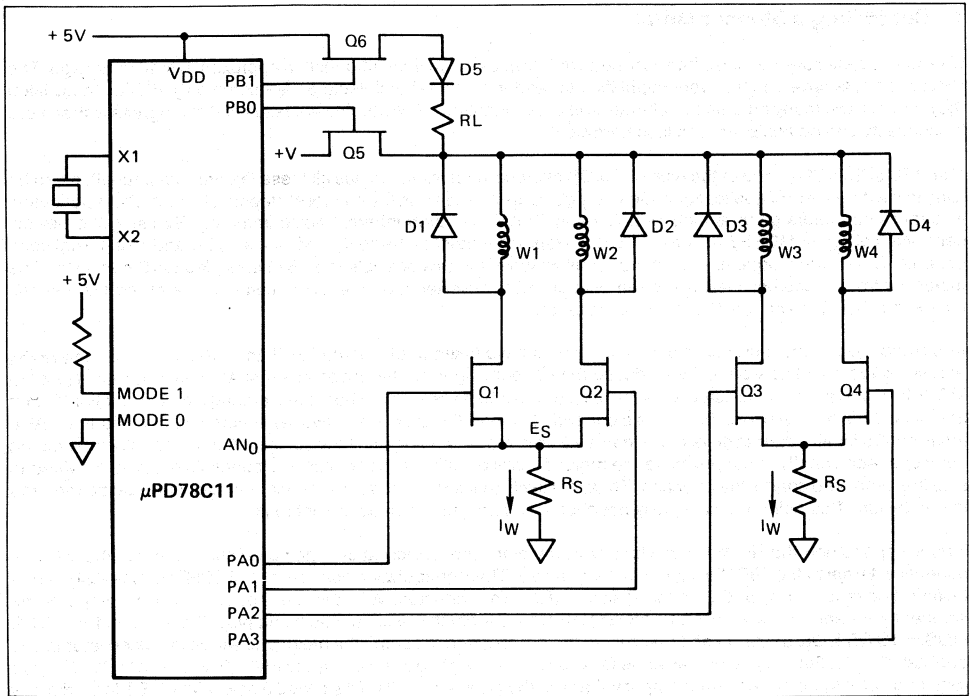 + 5V
Q6
VDD
PB1
D5
PB0
RL
+V
Q5
X1
D1
W1
W2
D2
D3
W3
W4
D4
X2
+ 5V
MODE 1
Q1
Q2
Q3
Q4
MODE 0
AN0
ES
μPD78C11
RS
RS
IW
IW
PA0
PA1
PA2
PA3